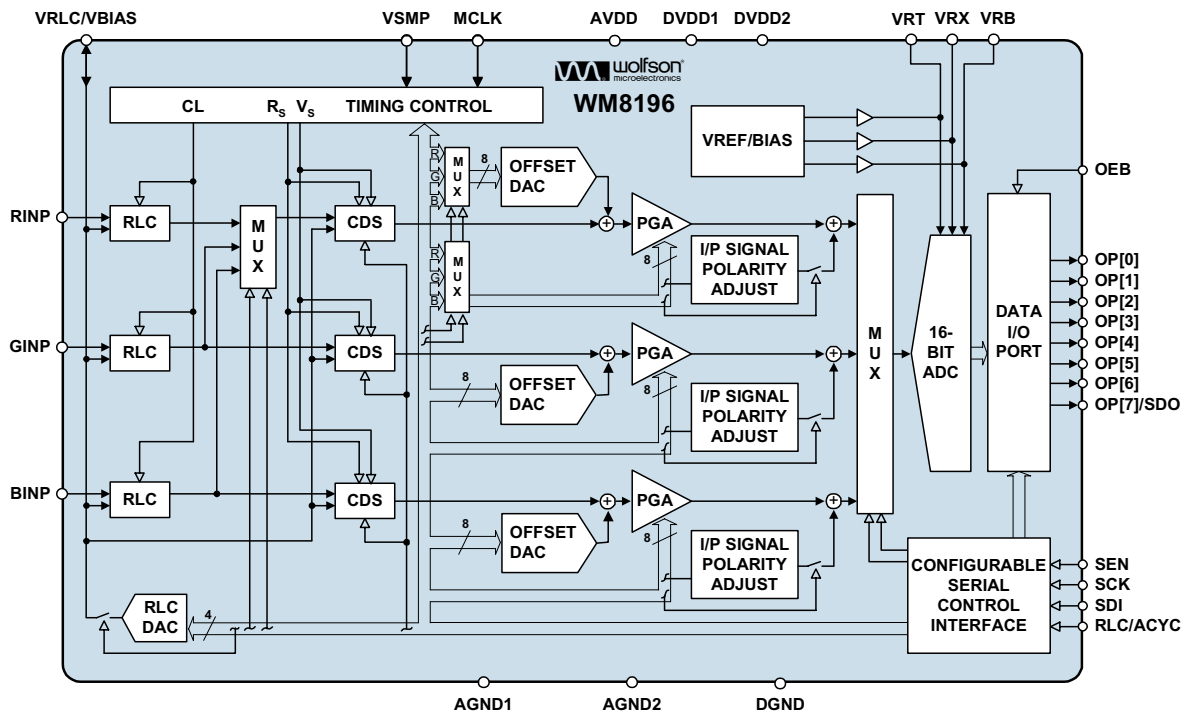 VRLC/VBIAS VSMP MCLK AVDD DVDD1 DVDD2 VRT VRX VRB
wolfson
microelectronics
WM8196
CL RS VS TIMING CONTROL
VREF/BIAS
R
G
B
MUX
8
OFFSET
DAC
OEB
RINP
RLC
MUX
CDS
+
PGA
8
I/P SIGNAL
POLARITY
ADJUST
+
R
G
B
MUX
MUX
16-
BIT
ADC
DATA
I/O
PORT
OP[0]
OP[1]
OP[2]
OP[3]
OP[4]
OP[5]
OP[6]
OP[7]/SDO
GINP
RLC
CDS
+
PGA
8
OFFSET
DAC
8
I/P SIGNAL
POLARITY
ADJUST
+
BINP
RLC
CDS
+
PGA
8
OFFSET
DAC
8
I/P SIGNAL
POLARITY
ADJUST
+
CONFIGURABLE
SERIAL
CONTROL
INTERFACE
SEN
SCK
SDI
RLC/ACYC
RLC
DAC
4
AGND1 AGND2 DGND